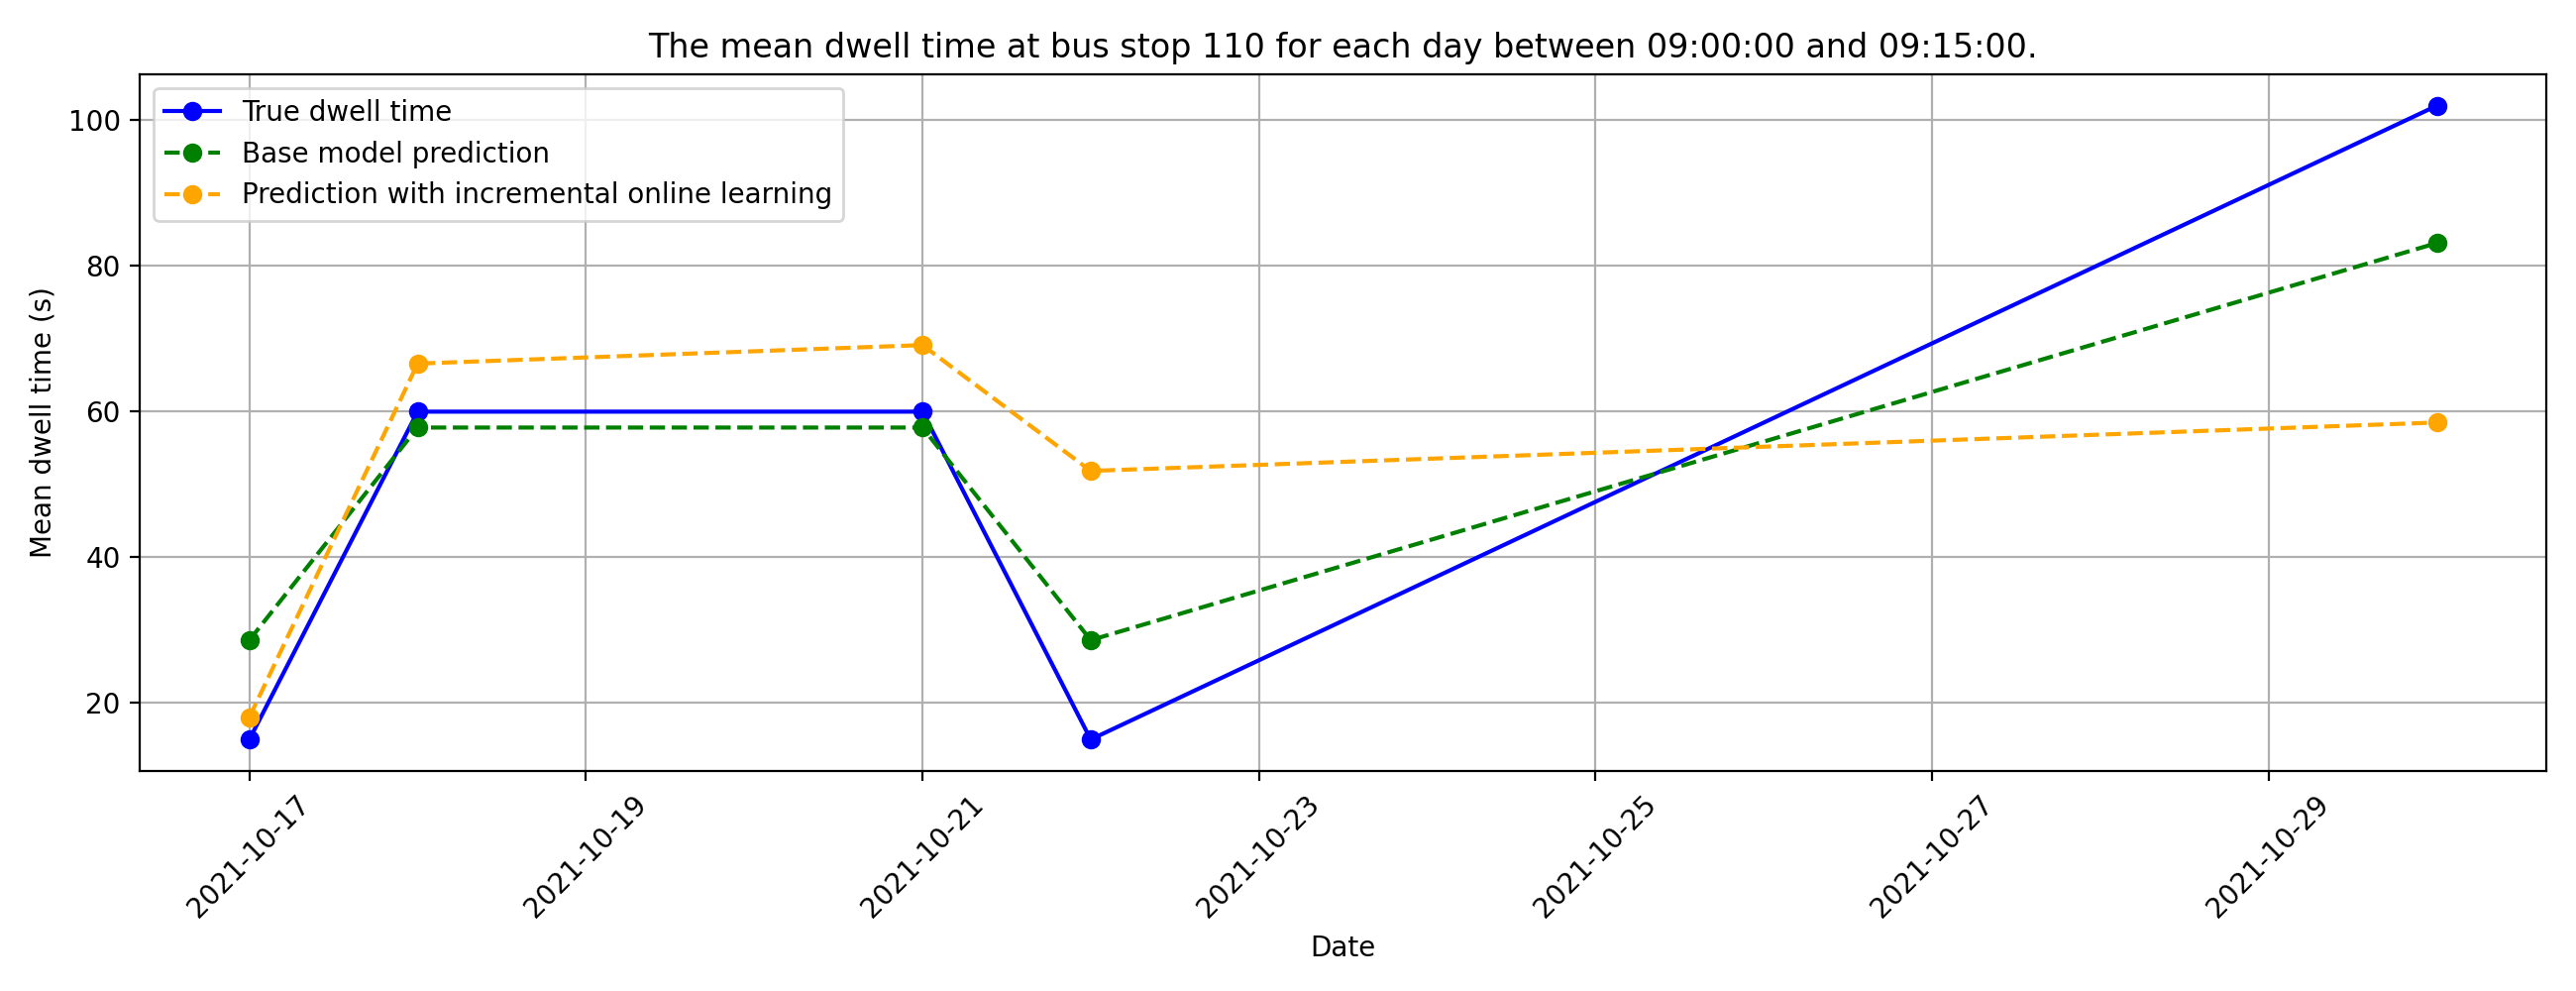 The mean dwell time at bus stop 110 for each day between 09:00:00 and 09:15:00.
True dwell time
Base model prediction
Prediction with incremental online learning
Mean dwell time (s)
100
80
60
40
20
2021-10-17
2021-10-19
2021-10-21
2021-10-23
2021-10-25
2021-10-27
2021-10-29
Date